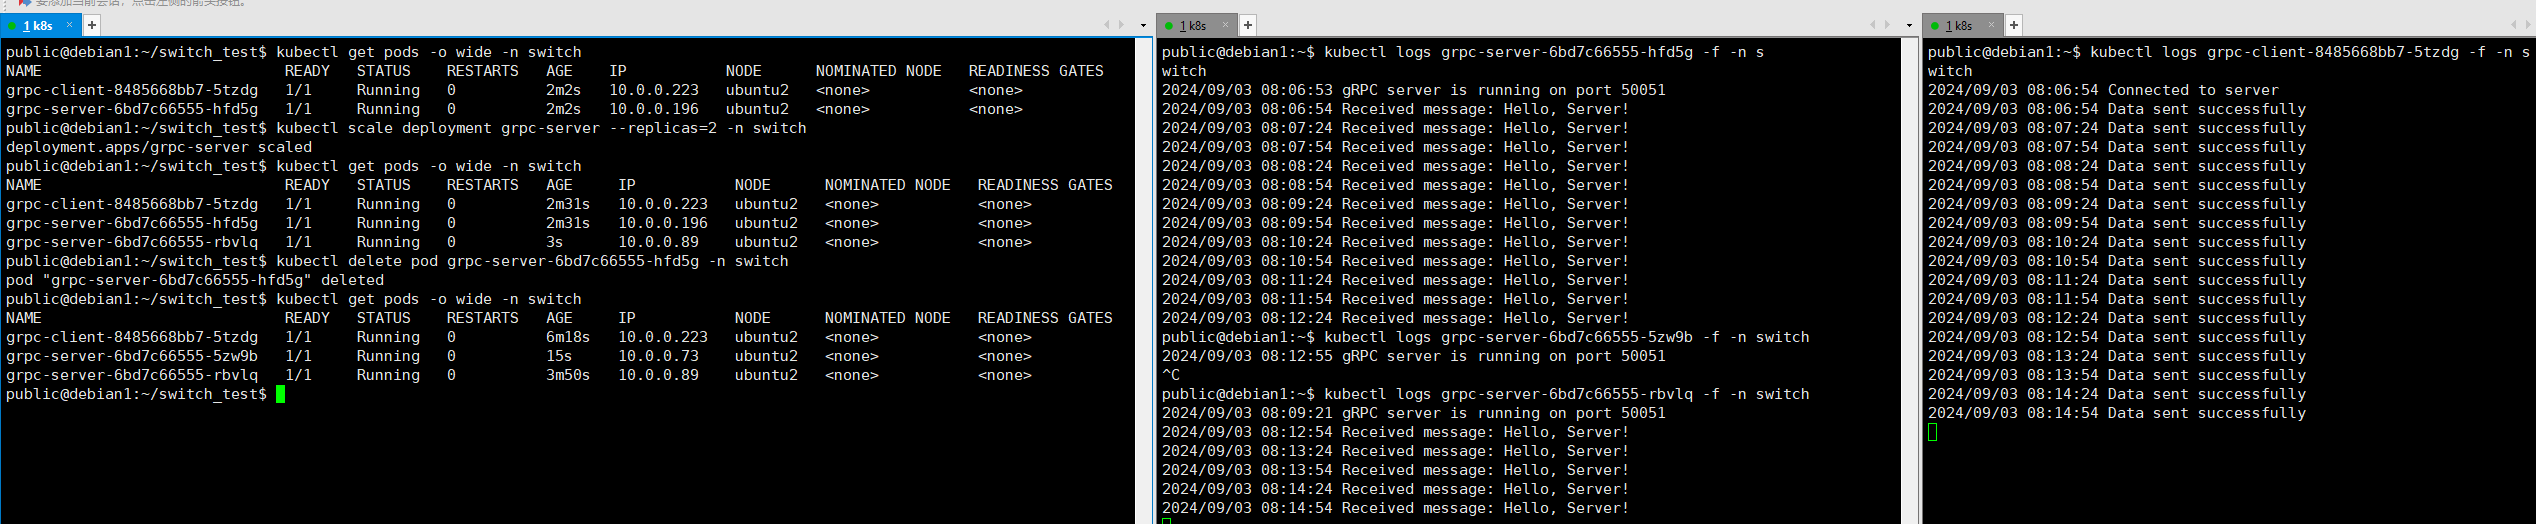 要添加当前会话，点击左侧的箭头按钮。
1 k8s × +
public@debian1:~/switch_test$ kubectl get pods -o wide -n switch
NAME READY STATUS RESTARTS AGE IP NODE NOMINATED NODE READINESS GATES
grpc-client-8485668bb7-5tzdg 1/1 Running 0 2m2s 10.0.0.223 ubuntu2 <none> <none>
grpc-server-6bd7c66555-hfd5g 1/1 Running 0 2m2s 10.0.0.196 ubuntu2 <none> <none>
public@debian1:~/switch_test$ kubectl scale deployment grpc-server --replicas=2 -n switch
deployment.apps/grpc-server scaled
public@debian1:~/switch_test$ kubectl get pods -o wide -n switch
NAME READY STATUS RESTARTS AGE IP NODE NOMINATED NODE READINESS GATES
grpc-client-8485668bb7-5tzdg 1/1 Running 0 2m31s 10.0.0.223 ubuntu2 <none> <none>
grpc-server-6bd7c66555-hfd5g 1/1 Running 0 2m31s 10.0.0.196 ubuntu2 <none> <none>
grpc-server-6bd7c66555-rbvlq 1/1 Running 0 3s 10.0.0.89 ubuntu2 <none> <none>
public@debian1:~/switch_test$ kubectl delete pod grpc-server-6bd7c66555-hfd5g -n switch
pod "grpc-server-6bd7c66555-hfd5g" deleted
public@debian1:~/switch_test$ kubectl get pods -o wide -n switch
NAME READY STATUS RESTARTS AGE IP NODE NOMINATED NODE READINESS GATES
grpc-client-8485668bb7-5tzdg 1/1 Running 0 6m18s 10.0.0.223 ubuntu2 <none> <none>
grpc-server-6bd7c66555-5zw9b 1/1 Running 0 15s 10.0.0.73 ubuntu2 <none> <none>
grpc-server-6bd7c66555-rbvlq 1/1 Running 0 3m50s 10.0.0.89 ubuntu2 <none> <none>
public@debian1:~/switch_test$
1 k8s × +
public@debian1:~$ kubectl logs grpc-server-6bd7c66555-hfd5g -f -n s
witch
2024/09/03 08:06:53 gRPC server is running on port 50051
2024/09/03 08:06:54 Received message: Hello, Server!
2024/09/03 08:07:24 Received message: Hello, Server!
2024/09/03 08:07:54 Received message: Hello, Server!
2024/09/03 08:08:24 Received message: Hello, Server!
2024/09/03 08:08:54 Received message: Hello, Server!
2024/09/03 08:09:24 Received message: Hello, Server!
2024/09/03 08:09:54 Received message: Hello, Server!
2024/09/03 08:10:24 Received message: Hello, Server!
2024/09/03 08:10:54 Received message: Hello, Server!
2024/09/03 08:11:24 Received message: Hello, Server!
2024/09/03 08:11:54 Received message: Hello, Server!
2024/09/03 08:12:24 Received message: Hello, Server!
public@debian1:~$ kubectl logs grpc-server-6bd7c66555-5zw9b -f -n switch
2024/09/03 08:12:55 gRPC server is running on port 50051
^C
public@debian1:~$ kubectl logs grpc-server-6bd7c66555-rbvlq -f -n switch
2024/09/03 08:09:21 gRPC server is running on port 50051
2024/09/03 08:12:54 Received message: Hello, Server!
2024/09/03 08:13:24 Received message: Hello, Server!
2024/09/03 08:13:54 Received message: Hello, Server!
2024/09/03 08:14:24 Received message: Hello, Server!
2024/09/03 08:14:54 Received message: Hello, Server!
1 k8s × +
public@debian1:~$ kubectl logs grpc-client-8485668bb7-5tzdg -f -n s
witch
2024/09/03 08:06:54 Connected to server
2024/09/03 08:06:54 Data sent successfully
2024/09/03 08:07:24 Data sent successfully
2024/09/03 08:07:54 Data sent successfully
2024/09/03 08:08:24 Data sent successfully
2024/09/03 08:08:54 Data sent successfully
2024/09/03 08:09:24 Data sent successfully
2024/09/03 08:09:54 Data sent successfully
2024/09/03 08:10:24 Data sent successfully
2024/09/03 08:10:54 Data sent successfully
2024/09/03 08:11:24 Data sent successfully
2024/09/03 08:11:54 Data sent successfully
2024/09/03 08:12:24 Data sent successfully
2024/09/03 08:12:54 Data sent successfully
2024/09/03 08:13:24 Data sent successfully
2024/09/03 08:13:54 Data sent successfully
2024/09/03 08:14:24 Data sent successfully
2024/09/03 08:14:54 Data sent successfully